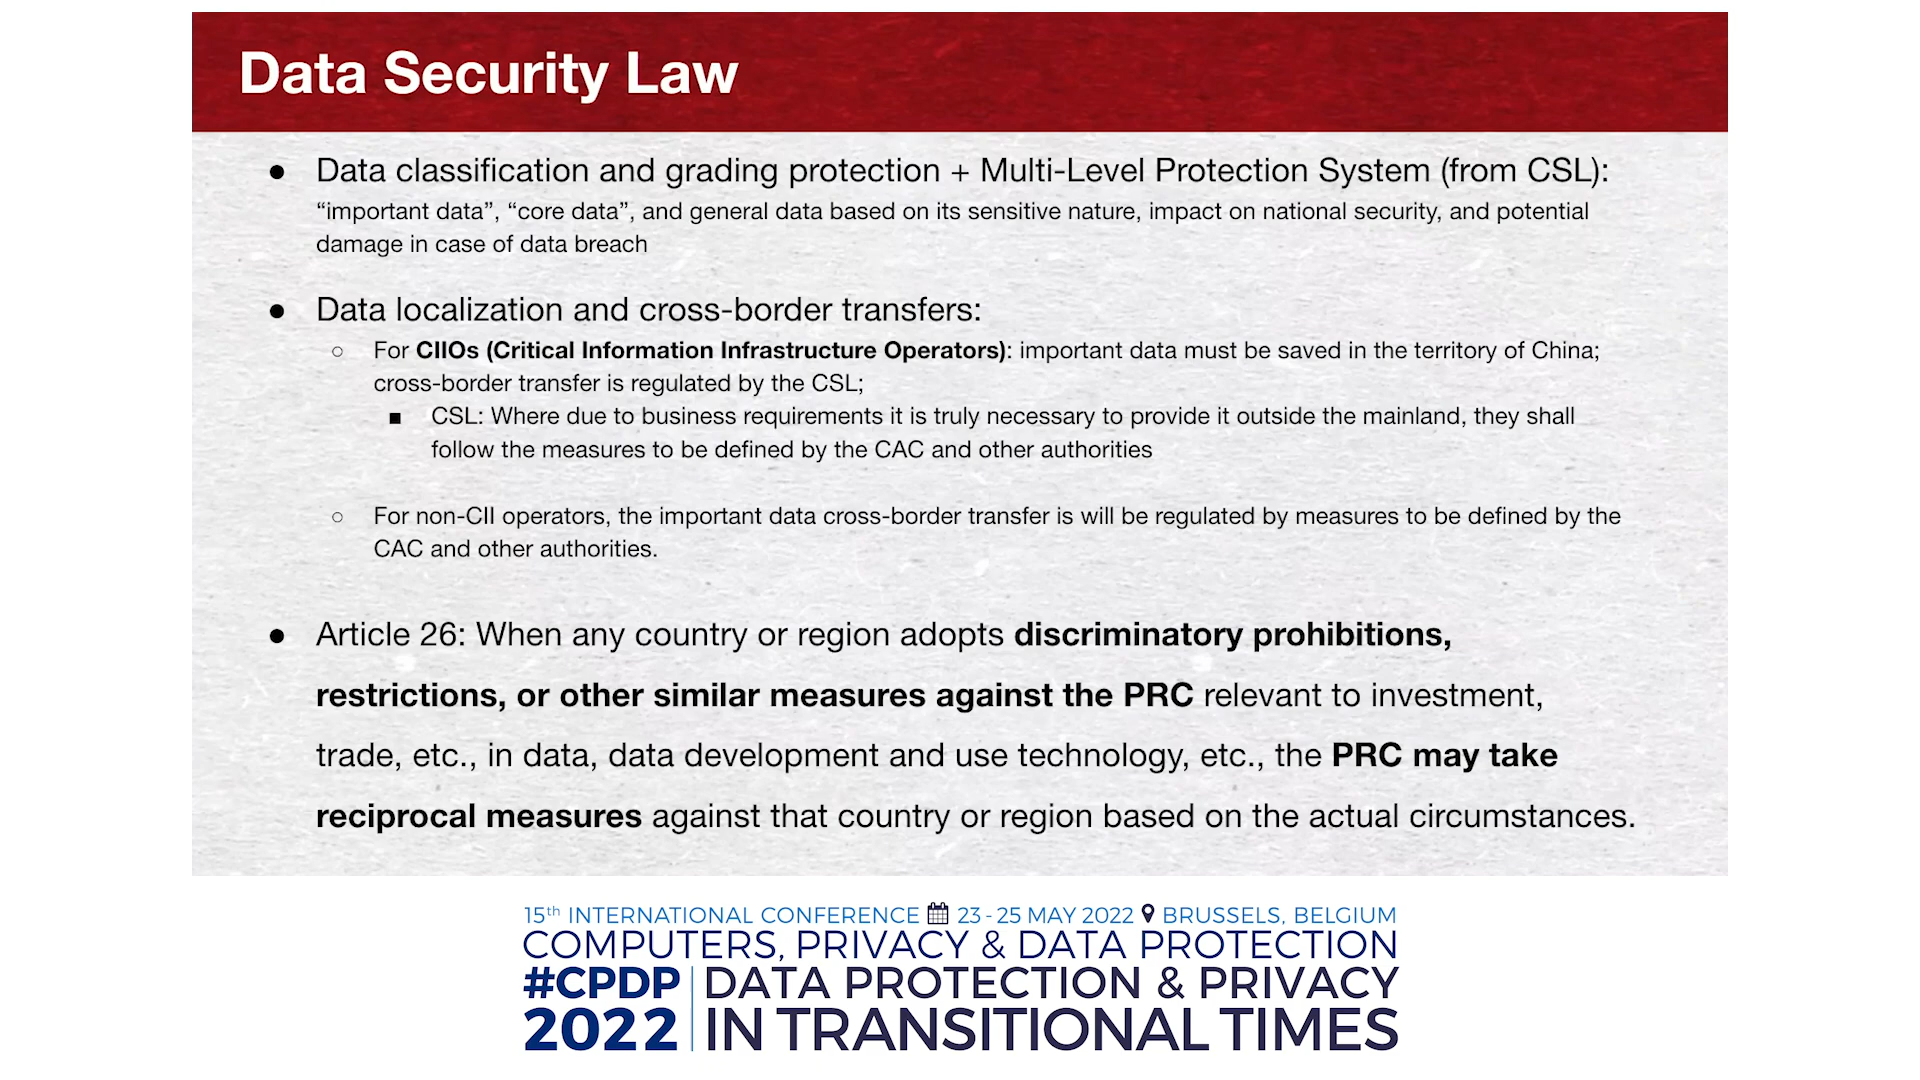 Data Security Law
● Data classification and grading protection + Multi-Level Protection System (from CSL):
“important data”, “core data”, and general data based on its sensitive nature, impact on national security, and potential
damage in case of data breach
● Data localization and cross-border transfers:
○ For CIIOs (Critical Information Infrastructure Operators): important data must be saved in the territory of China;
cross-border transfer is regulated by the CSL;
■ CSL: Where due to business requirements it is truly necessary to provide it outside the mainland, they shall
follow the measures to be defined by the CAC and other authorities
○ For non-CII operators, the important data cross-border transfer is will be regulated by measures to be defined by the
CAC and other authorities.
● Article 26: When any country or region adopts discriminatory prohibitions,
restrictions, or other similar measures against the PRC relevant to investment,
trade, etc., in data, data development and use technology, etc., the PRC may take
reciprocal measures against that country or region based on the actual circumstances.
15th INTERNATIONAL CONFERENCE 23 - 25 MAY 2022 BRUSSELS, BELGIUM
COMPUTERS, PRIVACY & DATA PROTECTION
#CPDP DATA PROTECTION & PRIVACY
2022 IN TRANSITIONAL TIMES